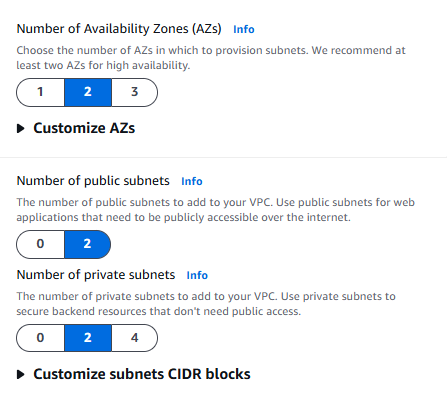 Number of Availability Zones (AZs) Info
Choose the number of AZs in which to provision subnets. We recommend at
least two AZs for high availability.
1 2 3
Customize AZs
Number of public subnets Info
The number of public subnets to add to your VPC. Use public subnets for web
applications that need to be publicly accessible over the internet.
0 2
Number of private subnets Info
The number of private subnets to add to your VPC. Use private subnets to
secure backend resources that don't need public access.
0 2 4
Customize subnets CIDR blocks